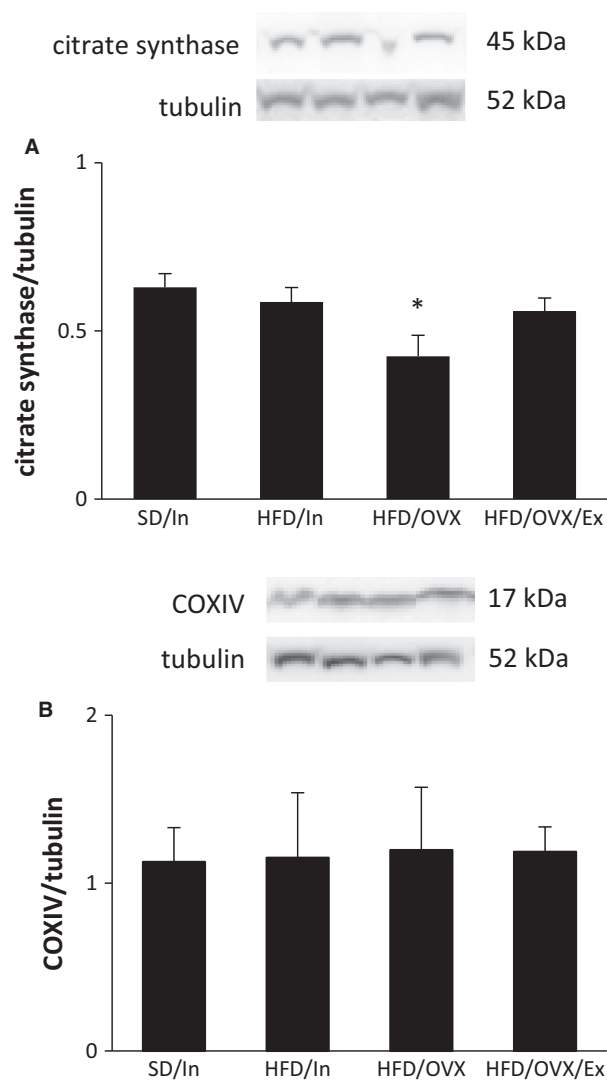 citrate synthase 45 kDa
tubulin 52 kDa
A
1
citrate synthase/tubulin
*
0.5
0
SD/In HFD/In HFD/OVX HFD/OVX/Ex
COXIV 17 kDa
tubulin 52 kDa
B
2
COXIV/tubulin
1
0
SD/In HFD/In HFD/OVX HFD/OVX/Ex